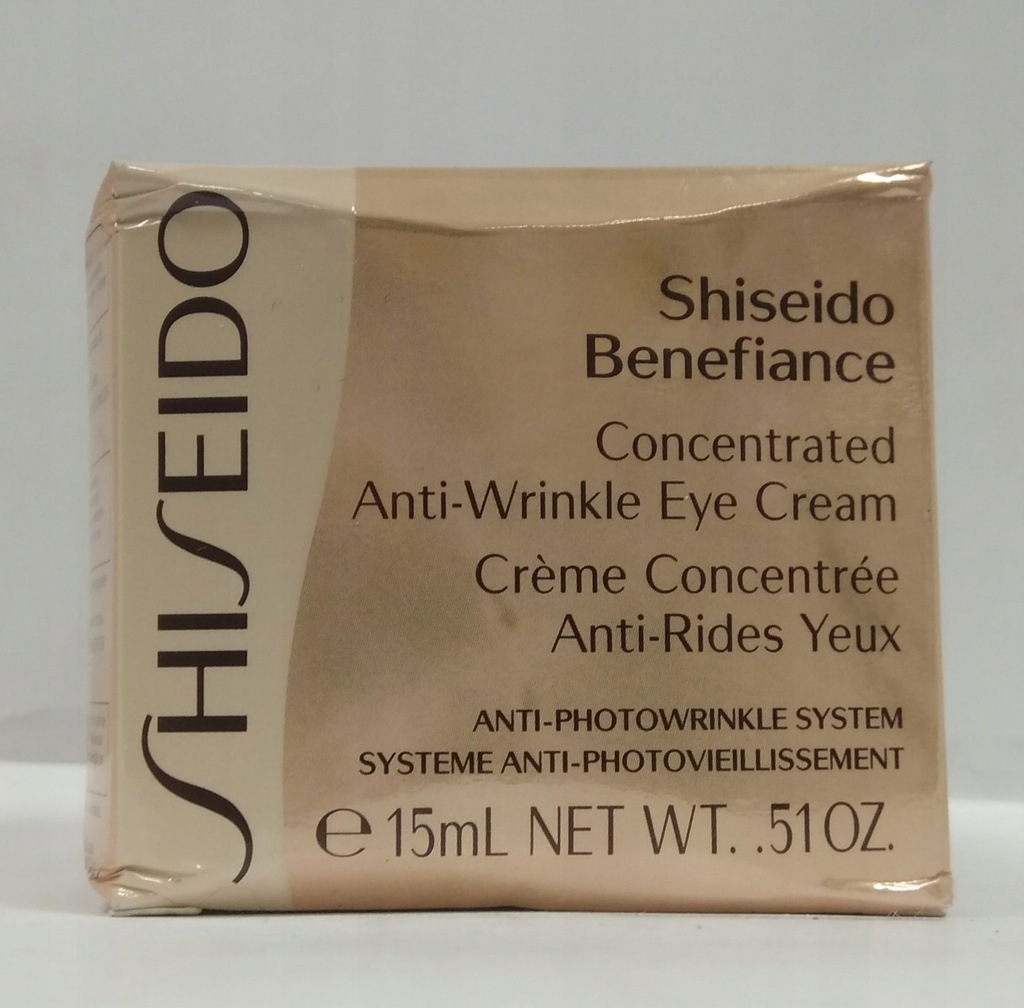 SHISEIDO
Shiseido
Benefiance
Concentrated
Anti-Wrinkle Eye Cream
Crème Concentrée
Anti-Rides Yeux
ANTI-PHOTOWRINKLE SYSTEM
SYSTEME ANTI-PHOTOVIEILLISSEMENT
℮15mL NET WT. .51OZ.